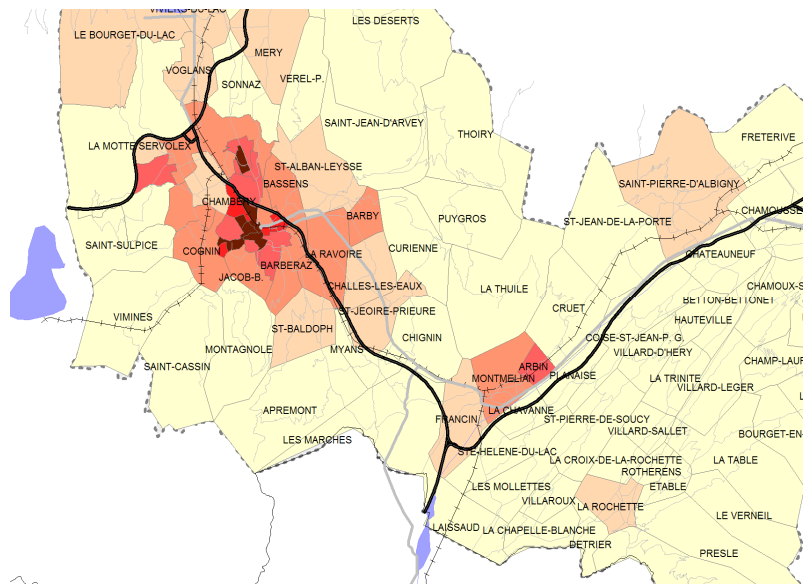 VIVIERS-DU-LAC
LES DESERTS
LE BOURGET-DU-LAC
MERY
VOGLANS
SONNAZ
VEREL-P.
SAINT-JEAN-D'ARVEY
THOIRY
FRETERIVE
LA MOTTE-SERVOLEX
ST-ALBAN-LEYSSE
BASSENS
SAINT-PIERRE-D'ALBIGNY
CHAMBERY
BARBY
PUYGROS
ST-JEAN-DE-LA-PORTE
CHAMOUSSE
SAINT-SULPICE
COGNIN
LA RAVOIRE
CURIENNE
CHATEAUNEUF
BARBERAZ
JACOB-B.
CHALLES-LES-EAUX
LA THUILE
CHAMOUX-S
BETTON-BETTONET
VIMINES
ST-JEOIRE-PRIEURE
CRUET
HAUTEVILLE
ST-BALDOPH
CHIGNIN
COISE-ST-JEAN-P. G.
MONTAGNOLE
MYANS
VILLARD-D'HERY
SAINT-CASSIN
ARBIN
CHAMP-LAUR
MONTMELIAN
PLANAISE
LA TRINITE
VILLARD-LEGER
L
APREMONT
LA CHAVANNE
FRANCIN
ST-PIERRE-DE-SOUCY
VILLARD-SALLET
BOURGET-EN-
LES MARCHES
STE-HELENE-DU-LAC
LA CROIX-DE-LA-ROCHETTE
LA TABLE
ROTHERENS
LES MOLLETTES
ETABLE
VILLAROUX
LA ROCHETTE
LE VERNEIL
LAISSAUD
LA CHAPELLE-BLANCHE
DETRIER
PRESLE